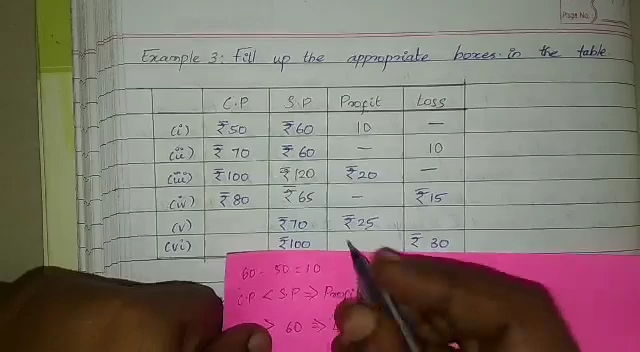 Page No.
Example 3: Fill up the appropriate boxes in the table
C.P S.P Profit Loss
(i) ₹50 ₹60 10 —
(ii) ₹70 ₹60 — 10
(iii) ₹100 ₹120 ₹20 —
(iv) ₹80 ₹65 — ₹15
(v) ₹70 ₹25
(vi) ₹100 ₹30
60 - 50 = 10
C.P < S.P ⇒ Profit
> 60 ⇒